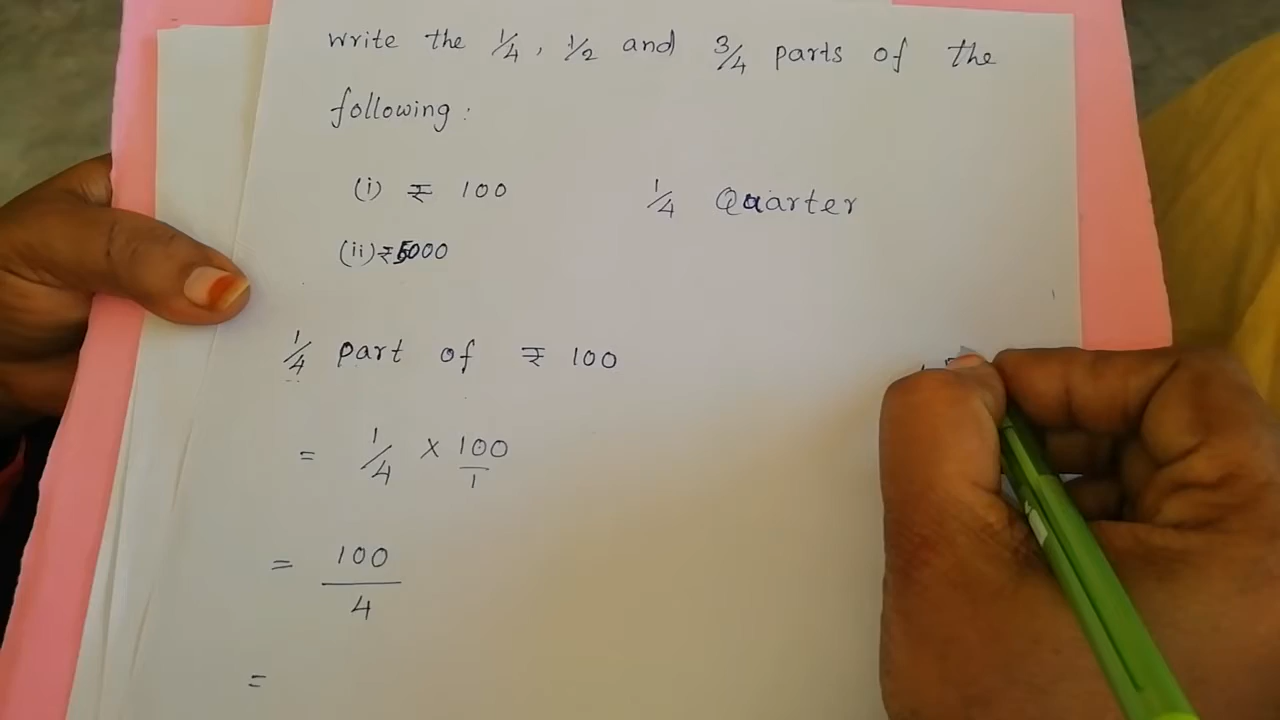 Write the 1/4, 1/2 and 3/4 parts of the
following:
(i) ₹ 100
1/4 Quarter
(ii) ₹ 5000
1/4 part of ₹ 100
= 1/4 × 100/1
= 100/4
=